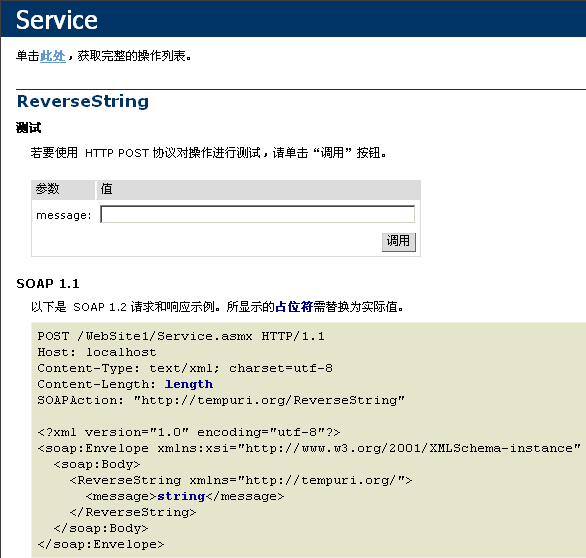 Service
单击此处，获取完整的操作列表。
ReverseString
测试
若要使用 HTTP POST 协议对操作进行测试，请单击“调用”按钮。
参数 值
message:
调用
SOAP 1.1
以下是 SOAP 1.2 请求和响应示例。所显示的占位符需替换为实际值。
POST /WebSite1/Service.asmx HTTP/1.1
Host: localhost
Content-Type: text/xml; charset=utf-8
Content-Length: length
SOAPAction: "http://tempuri.org/ReverseString"
<?xml version="1.0" encoding="utf-8"?>
<soap:Envelope xmlns:xsi="http://www.w3.org/2001/XMLSchema-instance"
<soap:Body>
<ReverseString xmlns="http://tempuri.org/">
<message>string</message>
</ReverseString>
</soap:Body>
</soap:Envelope>